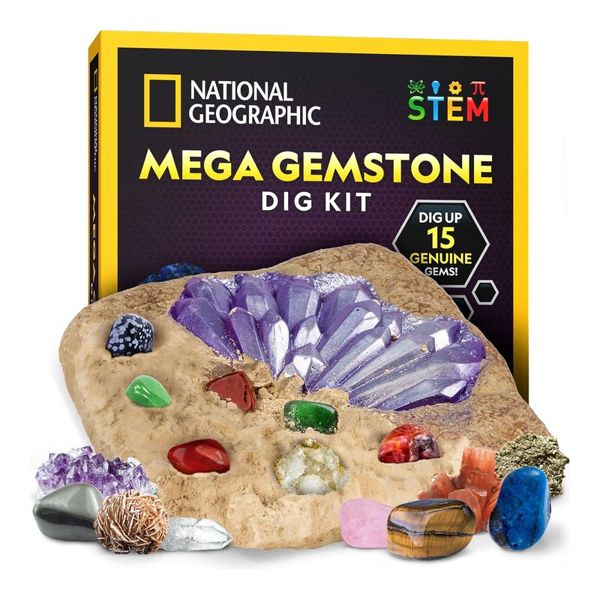 NATIONAL
GEOGRAPHIC
STEM
MEGA GEMSTONE
DIG KIT
DIG UP
15
GENUINE
GEMS!